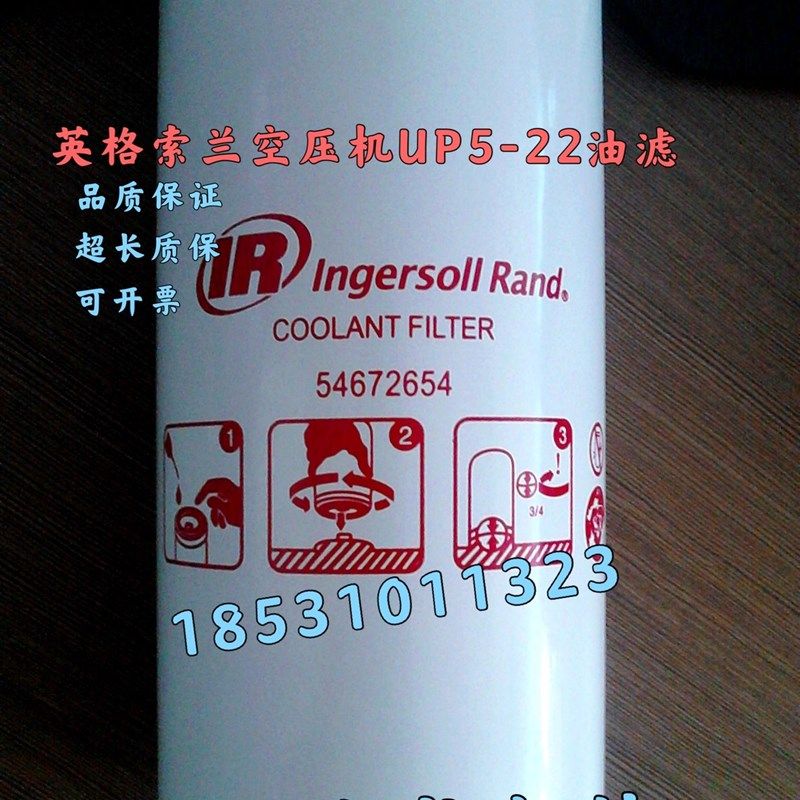 英格索兰空压机UP5-22油滤
品质保证
超长质保
可开票
IR Ingersoll Rand®
COOLANT FILTER
54672654
1 2 3
3/4
18531011323